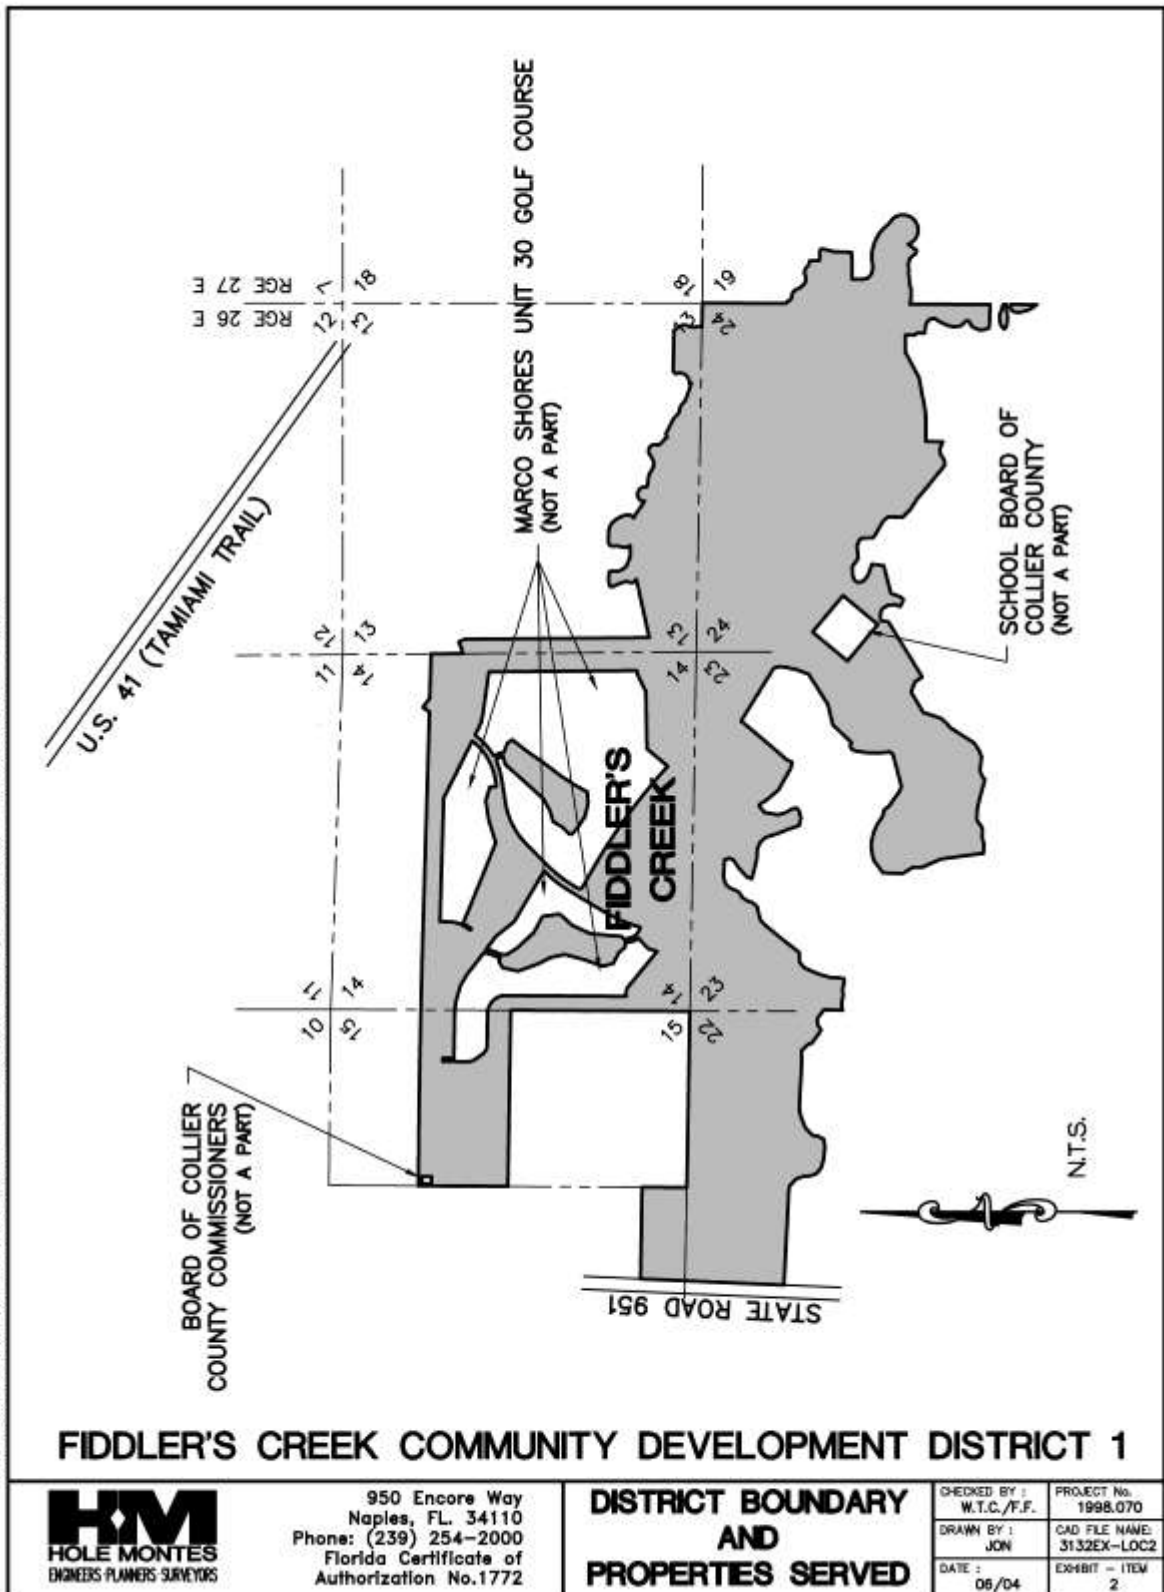 MARCO SHORES UNIT 30 GOLF COURSE
(NOT A PART)
RGE 27 E
RGE 26 E
7
18
12
13
18
19
13
24
U.S. 41 (TAMIAMI TRAIL)
12
13
11
14
13
24
14
23
SCHOOL BOARD OF
COLLIER COUNTY
(NOT A PART)
FIDDLER'S
CREEK
11
14
10
15
14
23
15
22
BOARD OF COLLIER
COUNTY COMMISSIONERS
(NOT A PART)
N
N.T.S.
STATE ROAD 951
FIDDLER'S CREEK COMMUNITY DEVELOPMENT DISTRICT 1
HM
HOLE MONTES
ENGINEERS·PLANNERS·SURVEYORS
950 Encore Way
Naples, FL. 34110
Phone: (239) 254-2000
Florida Certificate of
Authorization No.1772
DISTRICT BOUNDARY
AND
PROPERTIES SERVED
CHECKED BY :
W.T.C./F.F.
PROJECT No.
1998.070
DRAWN BY :
JON
CAD FILE NAME:
3132EX-LOC2
DATE :
06/04
EXHIBIT - ITEM
2